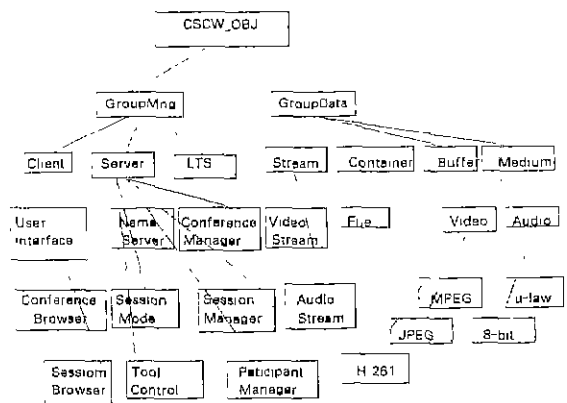 CSCW_OBJ
GroupMng GroupData
Client Server LTS Stream Container Buffer Medium
User Interface
Name Server
Conference Manager
Video Stream
File
Video
Audio
Conference Browser
Session Mode
Session Manager
Audio Stream
MPEG
u-law
JPEG
8-bit
Sessiom Browser
Tool Control
Paticipant Manager
H 261